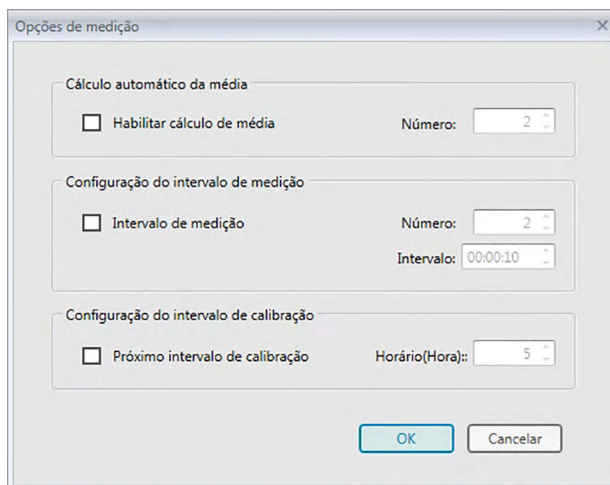 Opções de medição
Cálculo automático da média
Habilitar cálculo de média Número: 2
Configuração do intervalo de medição
Intervalo de medição Número: 2
Intervalo: 00:00:10
Configuração do intervalo de calibração
Próximo intervalo de calibração Horário(Hora):: 5
OK Cancelar